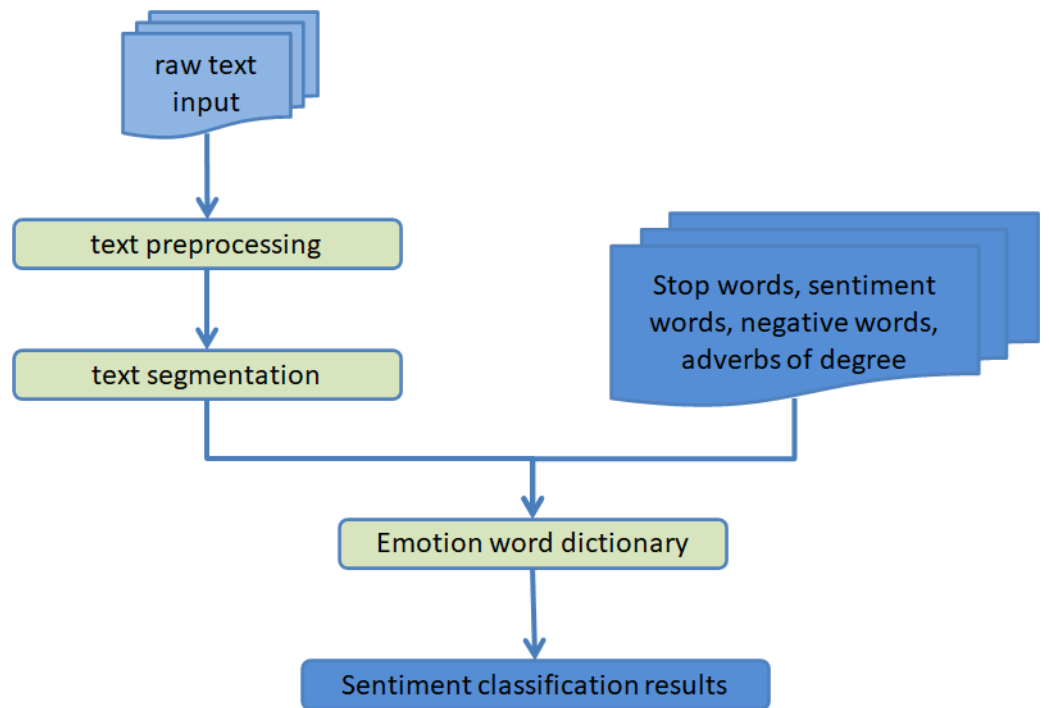 raw text
input
text preprocessing
Stop words, sentiment
words, negative words,
adverbs of degree
text segmentation
Emotion word dictionary
Sentiment classification results